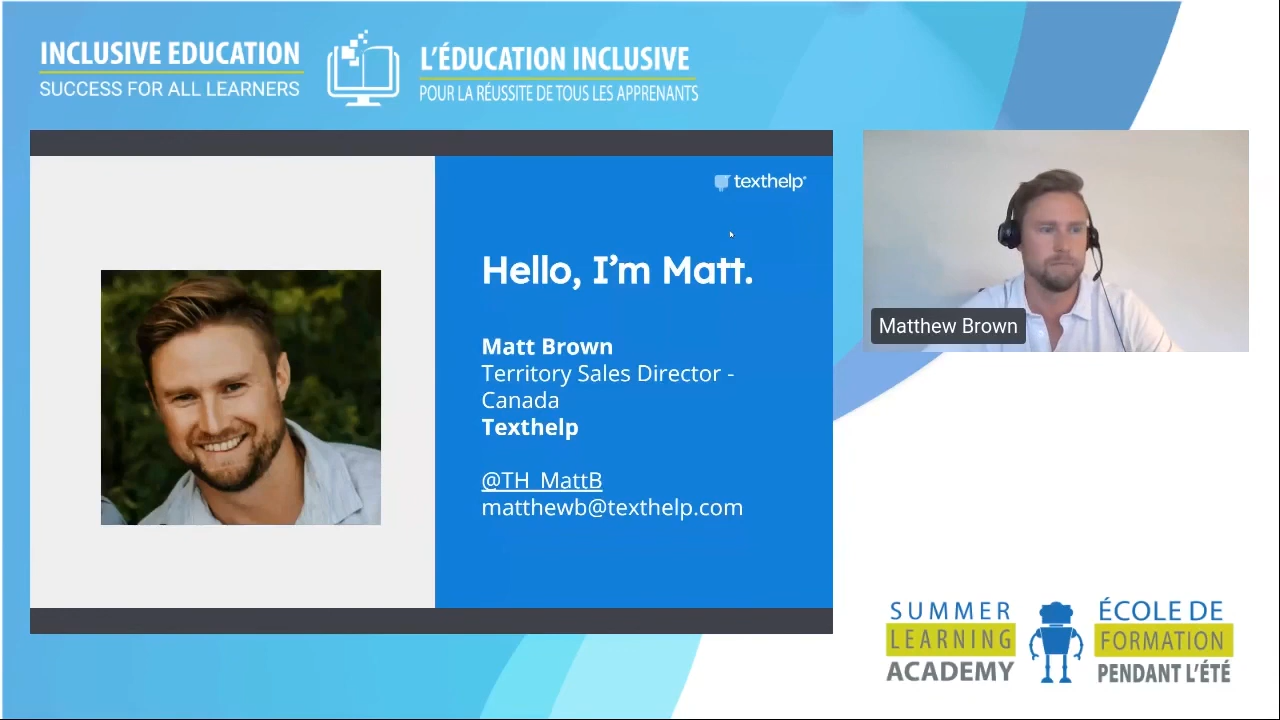 INCLUSIVE EDUCATION
SUCCESS FOR ALL LEARNERS
L'ÉDUCATION INCLUSIVE
POUR LA RÉUSSITE DE TOUS LES APPRENANTS
texthelp
Hello, I'm Matt.
Matt Brown
Territory Sales Director -
Canada
Texthelp
@TH_MattB
matthewb@texthelp.com
Matthew Brown
SUMMER
LEARNING
ACADEMY
ÉCOLE DE
FORMATION
PENDANT L'ÉTÉ